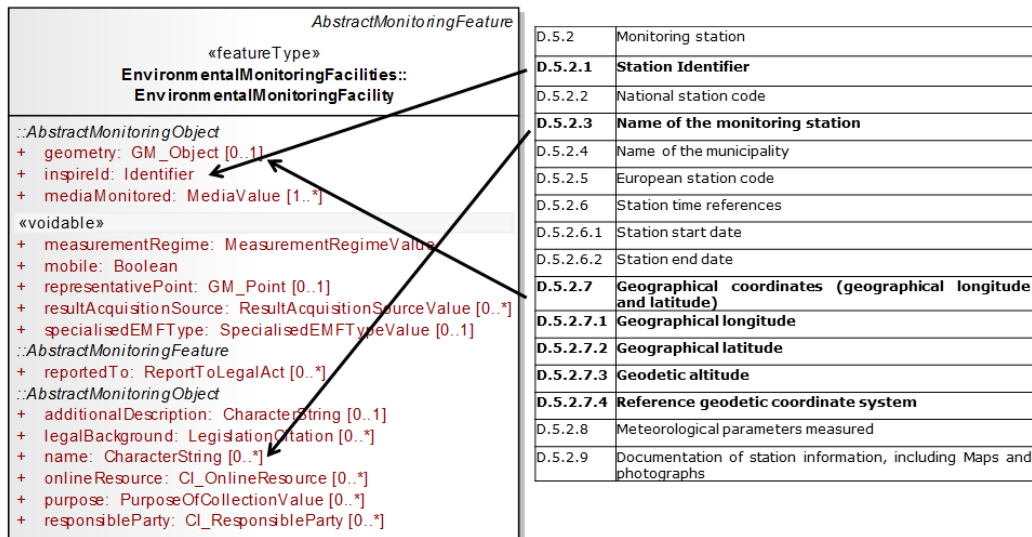 AbstractMonitoringFeature
«featureType»
EnvironmentalMonitoringFacilities::
EnvironmentalMonitoringFacility
::AbstractMonitoringObject
+ geometry: GM_Object [0..1]
+ inspireId: Identifier
+ mediaMonitored: MediaValue [1..*]
«voidable»
+ measurementRegime: MeasurementRegimeValue
+ mobile: Boolean
+ representativePoint: GM_Point [0..1]
+ resultAcquisitionSource: ResultAcquisitionSourceValue [0..*]
+ specialisedEMFType: SpecialisedEMFTypeValue [0..1]
::AbstractMonitoringFeature
+ reportedTo: ReportToLegalAct [0..*]
::AbstractMonitoringObject
+ additionalDescription: CharacterString [0..1]
+ legalBackground: LegislationCitation [0..*]
+ name: CharacterString [0..*]
+ onlineResource: CI_OnlineResource [0..*]
+ purpose: PurposeOfCollectionValue [0..*]
+ responsibleParty: CI_ResponsibleParty [0..*]
D.5.2 Monitoring station
D.5.2.1 Station Identifier
D.5.2.2 National station code
D.5.2.3 Name of the monitoring station
D.5.2.4 Name of the municipality
D.5.2.5 European station code
D.5.2.6 Station time references
D.5.2.6.1 Station start date
D.5.2.6.2 Station end date
D.5.2.7 Geographical coordinates (geographical longitude
and latitude)
D.5.2.7.1 Geographical longitude
D.5.2.7.2 Geographical latitude
D.5.2.7.3 Geodetic altitude
D.5.2.7.4 Reference geodetic coordinate system
D.5.2.8 Meteorological parameters measured
D.5.2.9 Documentation of station information, including Maps and
photographs